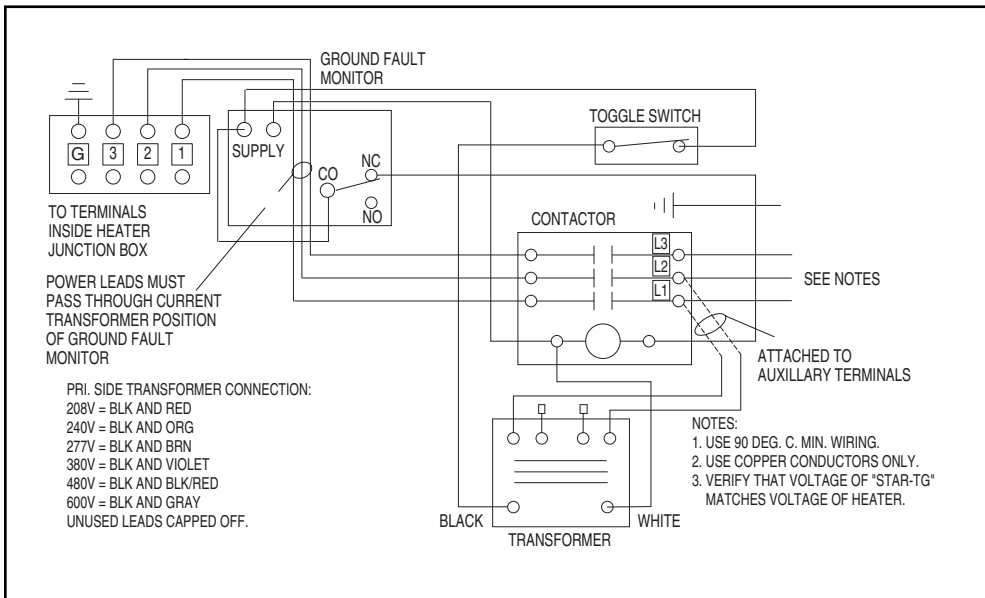 GROUND FAULT
MONITOR
TOGGLE SWITCH
G 3 2 1
SUPPLY
CO
NC
NO
TO TERMINALS
INSIDE HEATER
JUNCTION BOX
CONTACTOR
L3
L2
L1
SEE NOTES
POWER LEADS MUST
PASS THROUGH CURRENT
TRANSFORMER POSITION
OF GROUND FAULT
MONITOR
ATTACHED TO
AUXILLARY TERMINALS
PRI. SIDE TRANSFORMER CONNECTION:
208V = BLK AND RED
240V = BLK AND ORG
277V = BLK AND BRN
380V = BLK AND VIOLET
480V = BLK AND BLK/RED
600V = BLK AND GRAY
UNUSED LEADS CAPPED OFF.
NOTES:
1. USE 90 DEG. C. MIN. WIRING.
2. USE COPPER CONDUCTORS ONLY.
3. VERIFY THAT VOLTAGE OF "STAR-TG"
MATCHES VOLTAGE OF HEATER.
BLACK
WHITE
TRANSFORMER